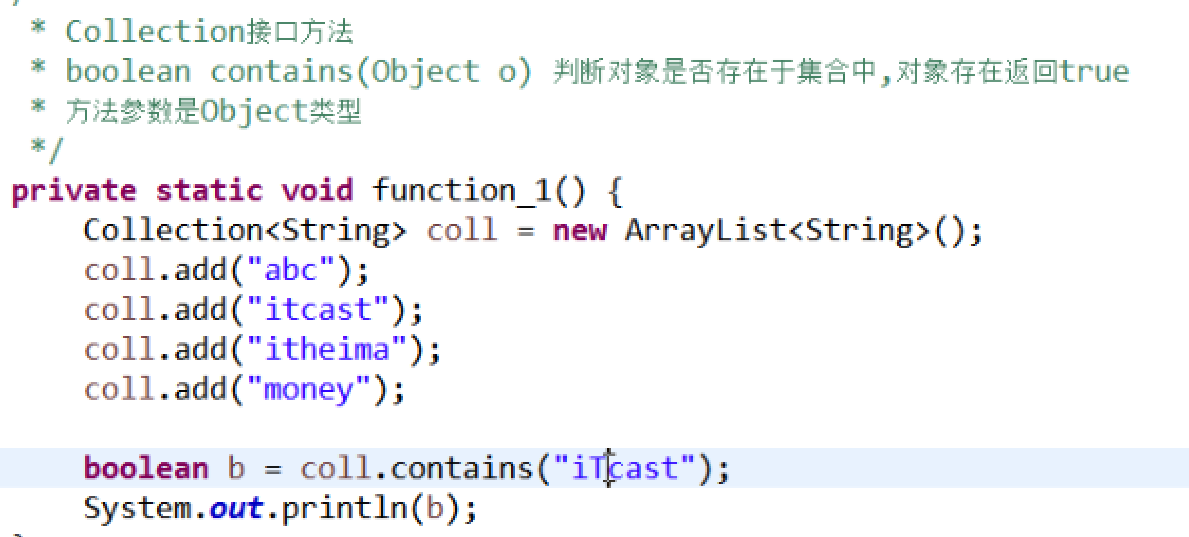 * Collection接口方法
* boolean contains(Object o) 判断对象是否存在于集合中,对象存在返回true
* 方法参数是Object类型
*/
private static void function_1() {
Collection<String> coll = new ArrayList<String>();
coll.add("abc");
coll.add("itcast");
coll.add("itheima");
coll.add("money");
boolean b = coll.contains("iTcast");
System.out.println(b);